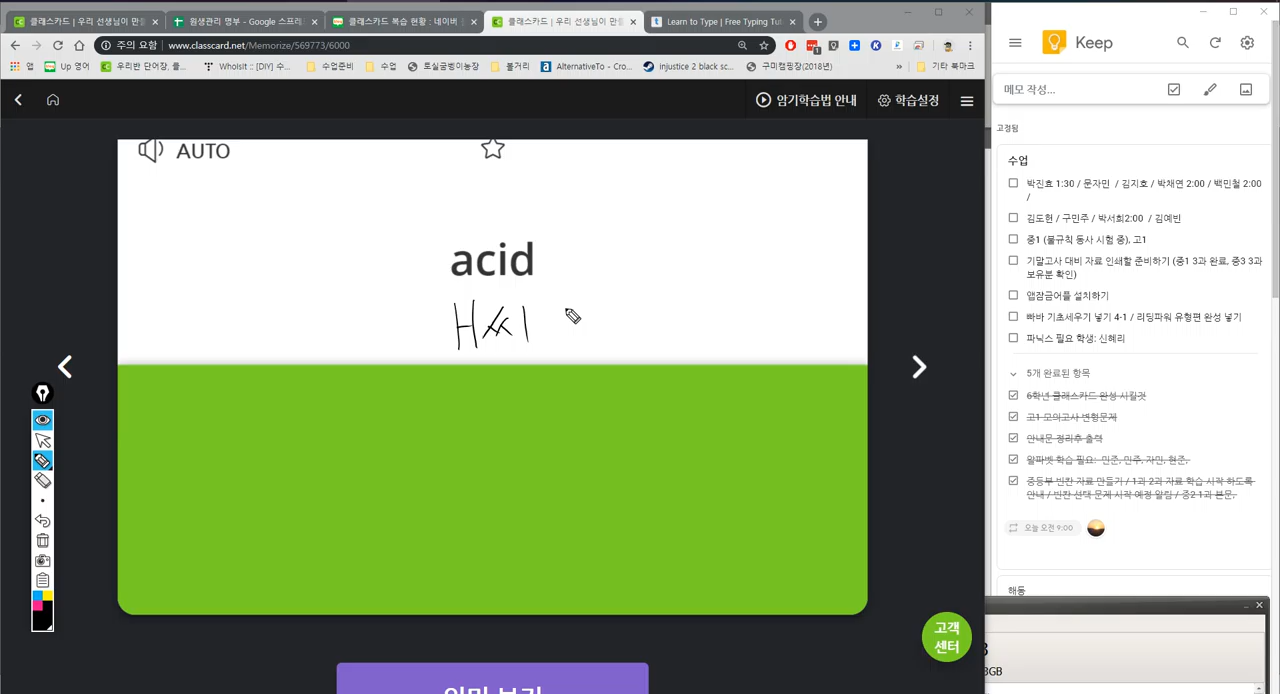 클래스카드 | 우리 선생님이 만들
원생관리 명부 - Google 스프레
클래스카드 복습 현황 : 네이버
클래스카드 | 우리 선생님이 만들
Learn to Type | Free Typing Tut
주의 요함 | www.classcard.net/Memorize/569773/6000
앱
Up 영어
우리반 단어장, 클...
WhoisIt :: [DIY] 수...
수업준비
수업
토실굼벵이농장
볼거리
AlternativeTo - Cro...
injustice 2 black sc...
구미캠핑장(2018년)
»
기타 북마크
암기학습법 안내
학습설정
AUTO
acid
고객
센터
Keep
메모 작성...
고정됨
수업
박진효 1:30 / 문자민 / 김지호 / 박채연 2:00 / 백민철 2:00
/
김도현 / 구민주 / 박서희2:00 / 김예빈
중1 (불규칙 동사 시험 중), 고1
기말고사 대비 자료 인쇄할 준비하기 (중1 3과 완료, 중3 3과
보유분 확인)
앱잠금어플 설치하기
빠바 기초세우기 넣기 4-1 / 리딩파워 유형편 완성 넣기
파닉스 필요 학생: 신혜리
5개 완료된 항목
6학년 클래스카드 완성 시킬것
고1 모의고사 변형문제
안내문 정리후 출력
알파벳 학습 필요: 민준, 민주, 자민, 현준,
중등부 빈칸 자료 만들기 / 1과 2과 자료 학습 시작 하도록
안내 / 빈칸 선택 문제 시작 예정 알림 / 중2 1과 본문,
오늘 오전 9:00
해동